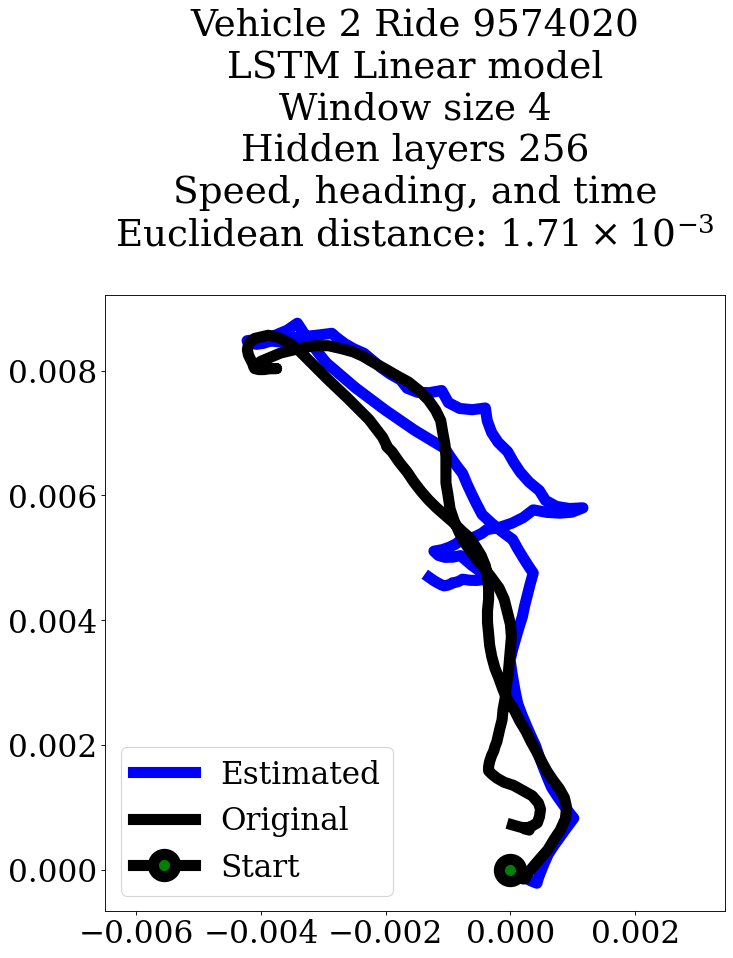 Vehicle 2 Ride 9574020
LSTM Linear model
Window size 4
Hidden layers 256
Speed, heading, and time
Euclidean distance: 1.71 × 10⁻³
0.008
0.006
0.004
0.002
0.000
Estimated
Original
Start
−0.006 −0.004 −0.002 0.000 0.002